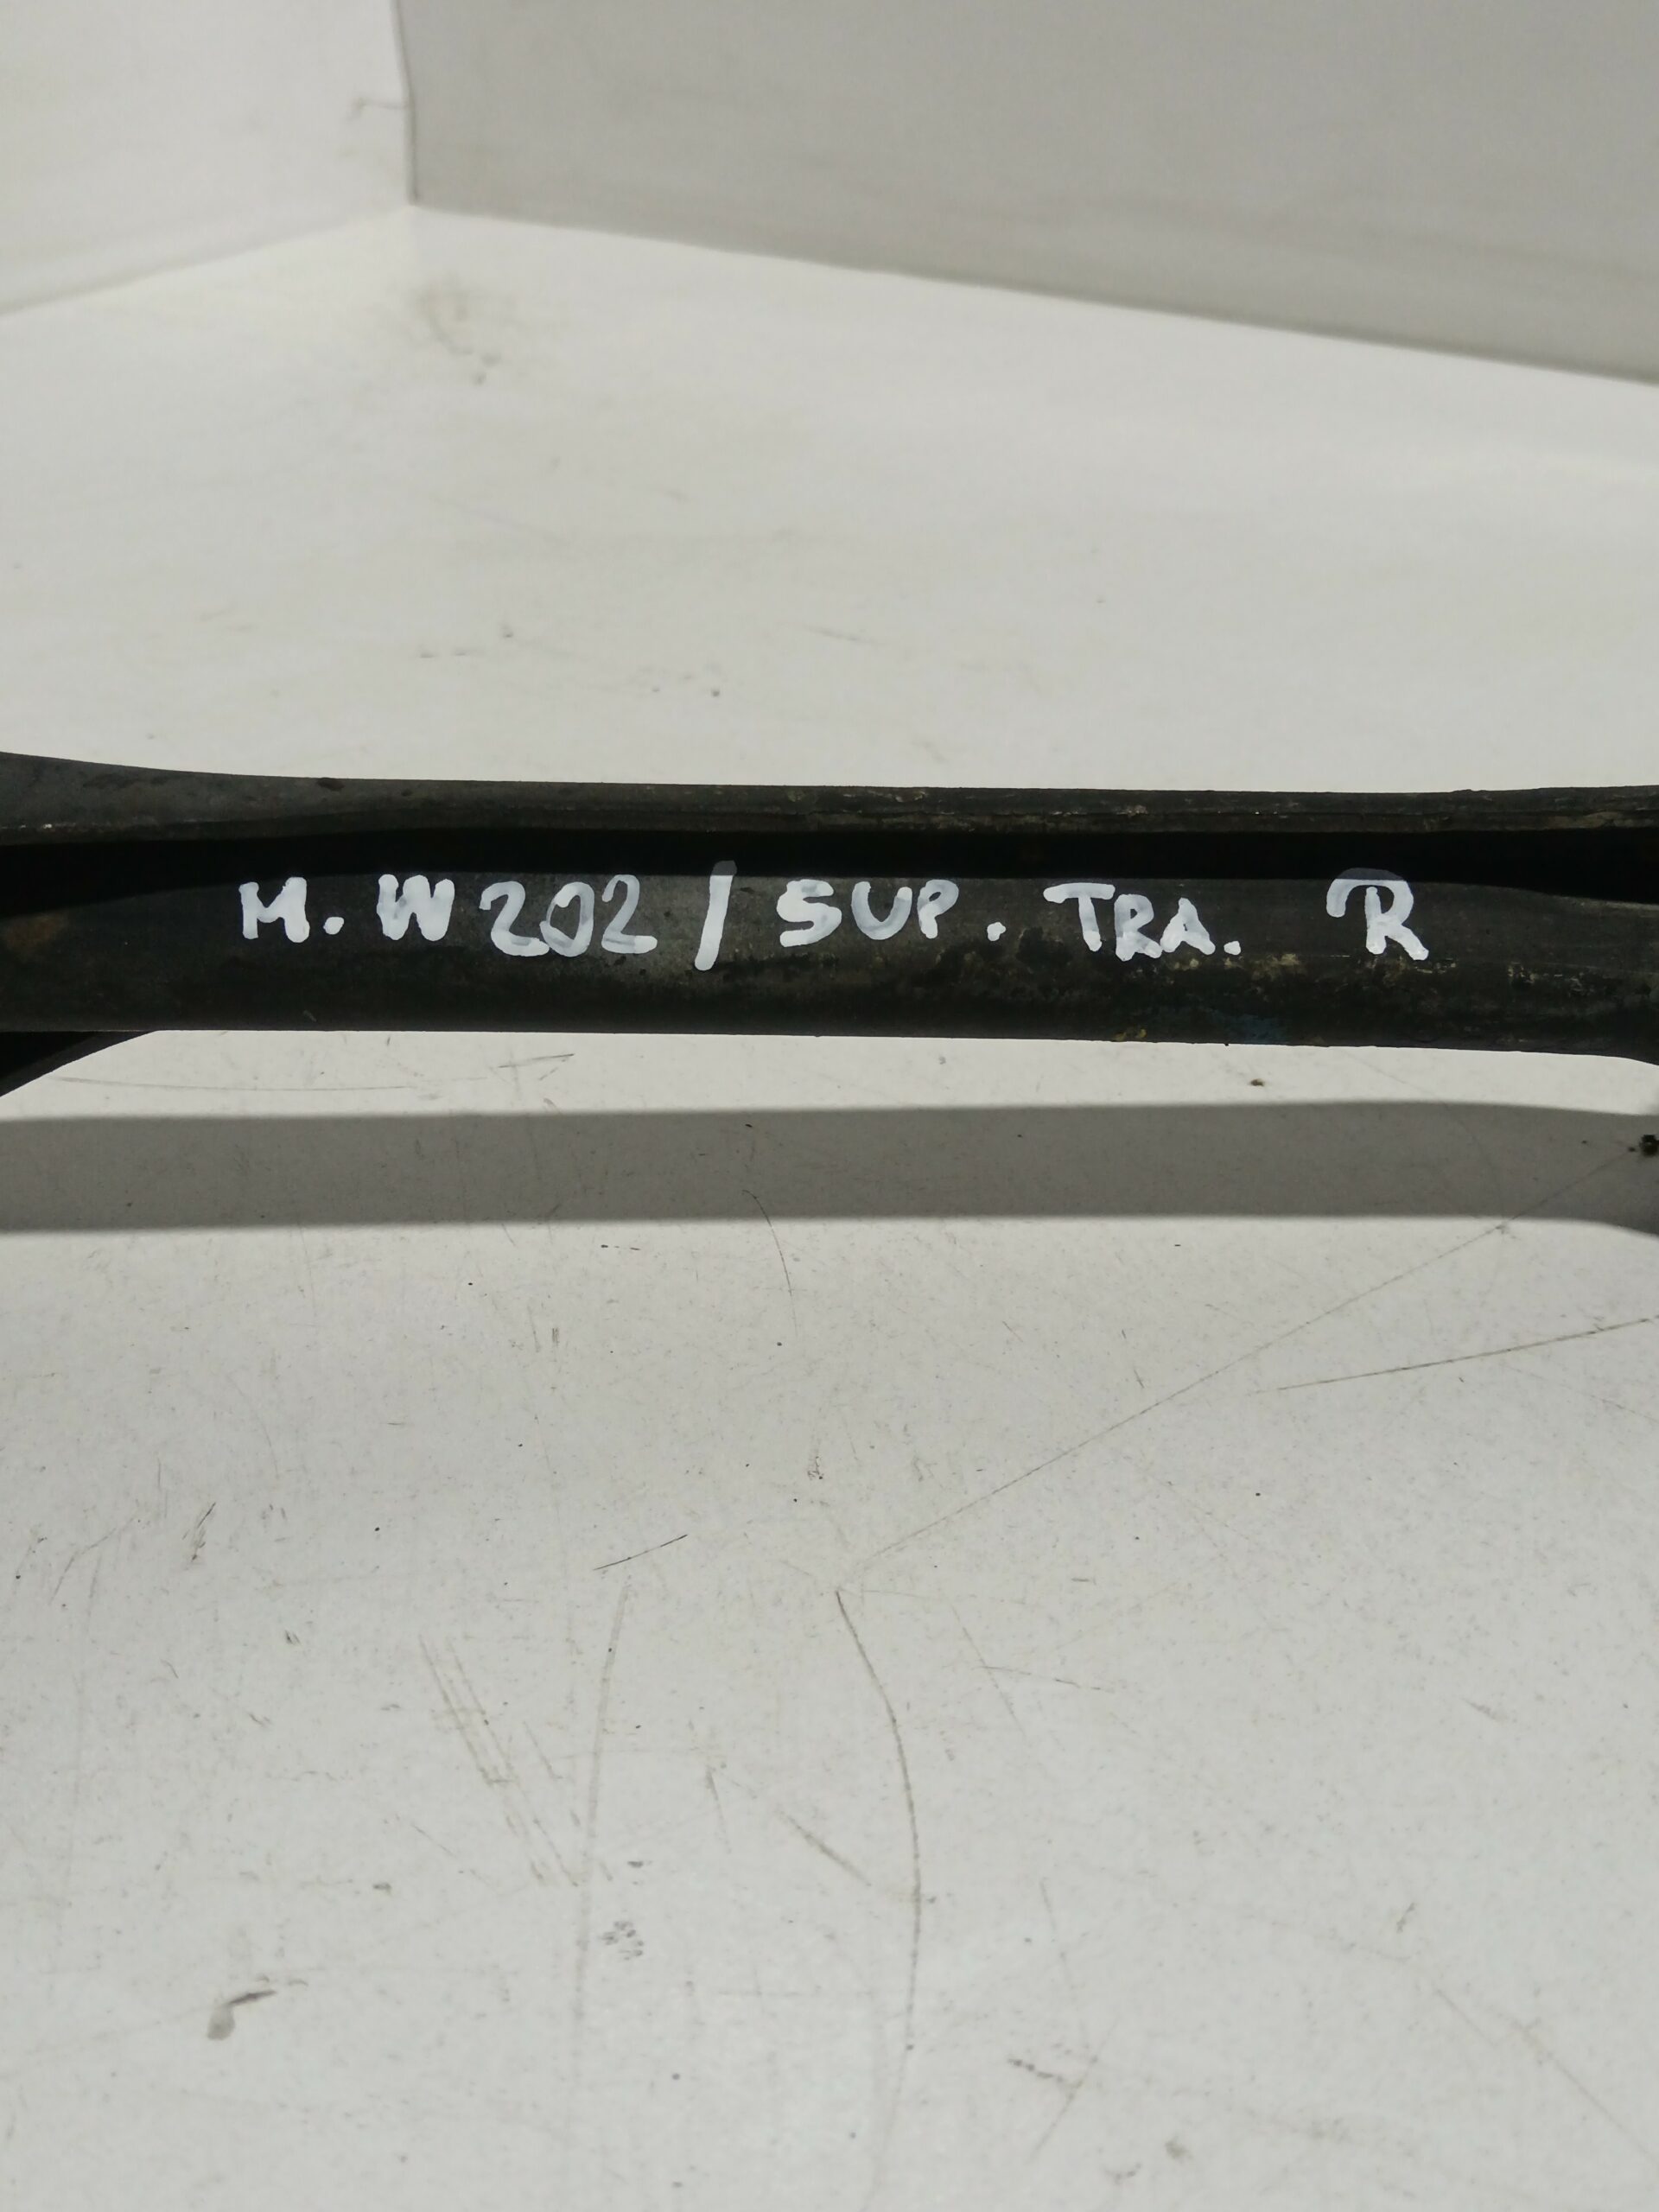 M. W202 / SUP. TRA. R